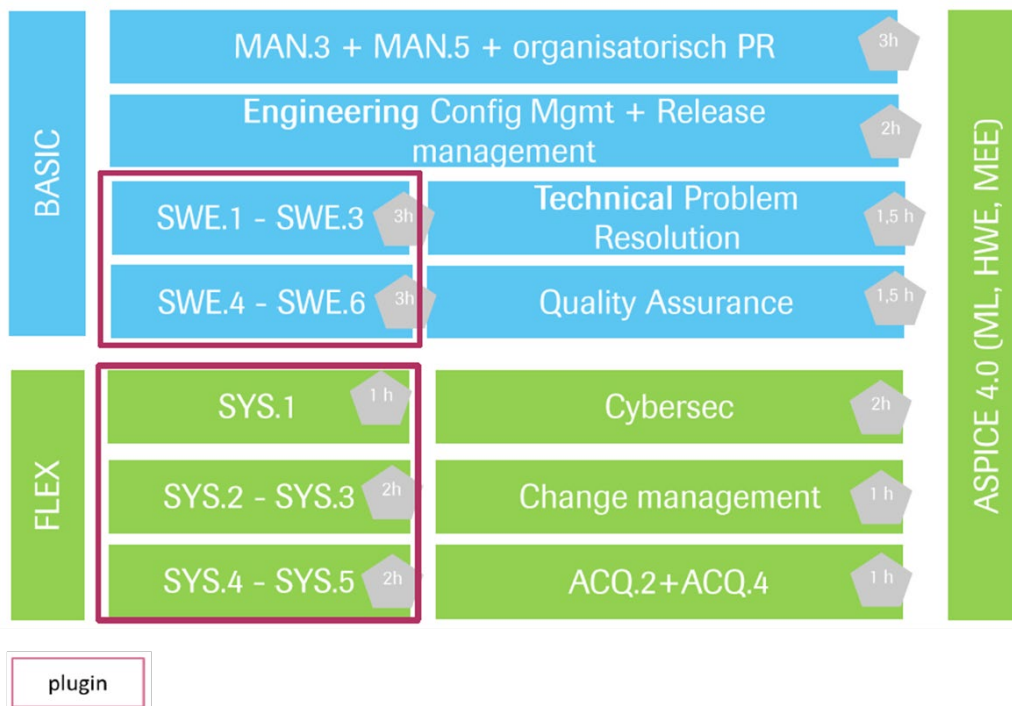 BASIC
MAN.3 + MAN.5 + organisatorisch PR
3h
Engineering Config Mgmt + Release
management
2h
SWE.1 - SWE.3
3h
Technical Problem
Resolution
1,5 h
SWE.4 - SWE.6
3h
Quality Assurance
1,5 h
FLEX
SYS.1
1 h
Cybersec
2h
SYS.2 - SYS.3
2h
Change management
1 h
SYS.4 - SYS.5
2h
ACQ.2+ACQ.4
1 h
ASPICE 4.0 (ML, HWE, MEE)
plugin